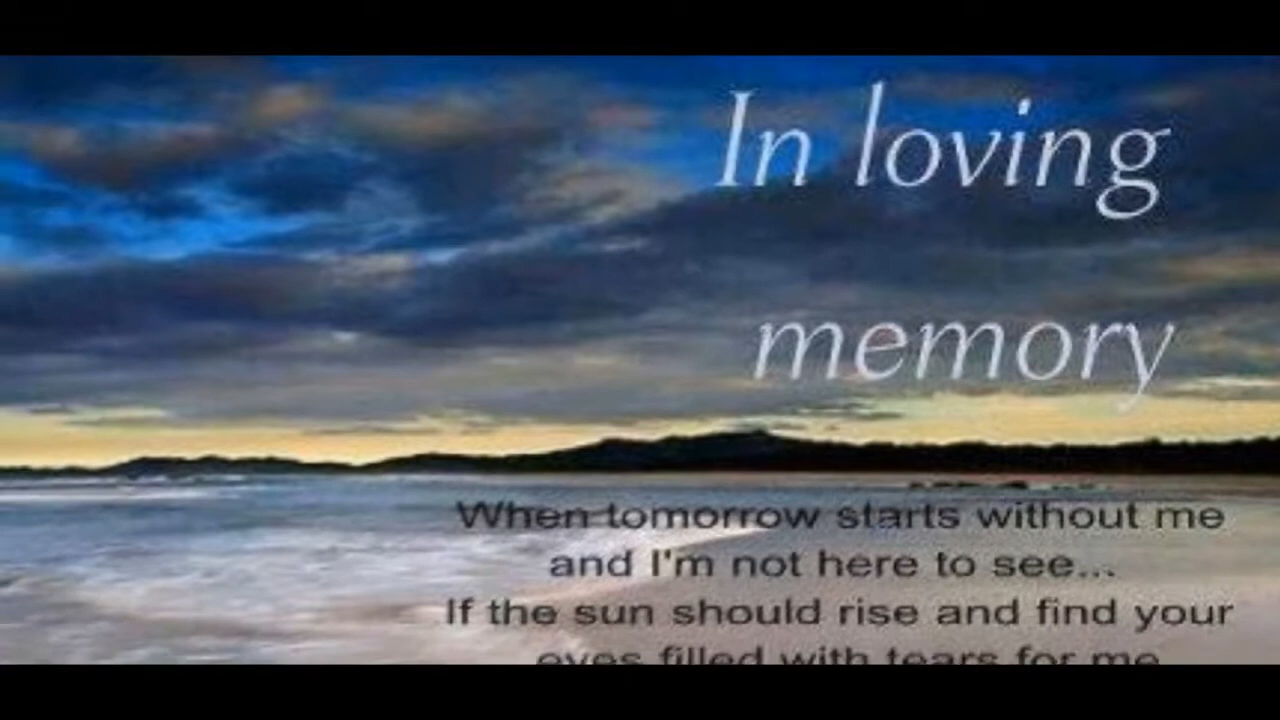 In loving
memory
When tomorrow starts without me
and I'm not here to see...
If the sun should rise and find your
eyes filled with tears for me